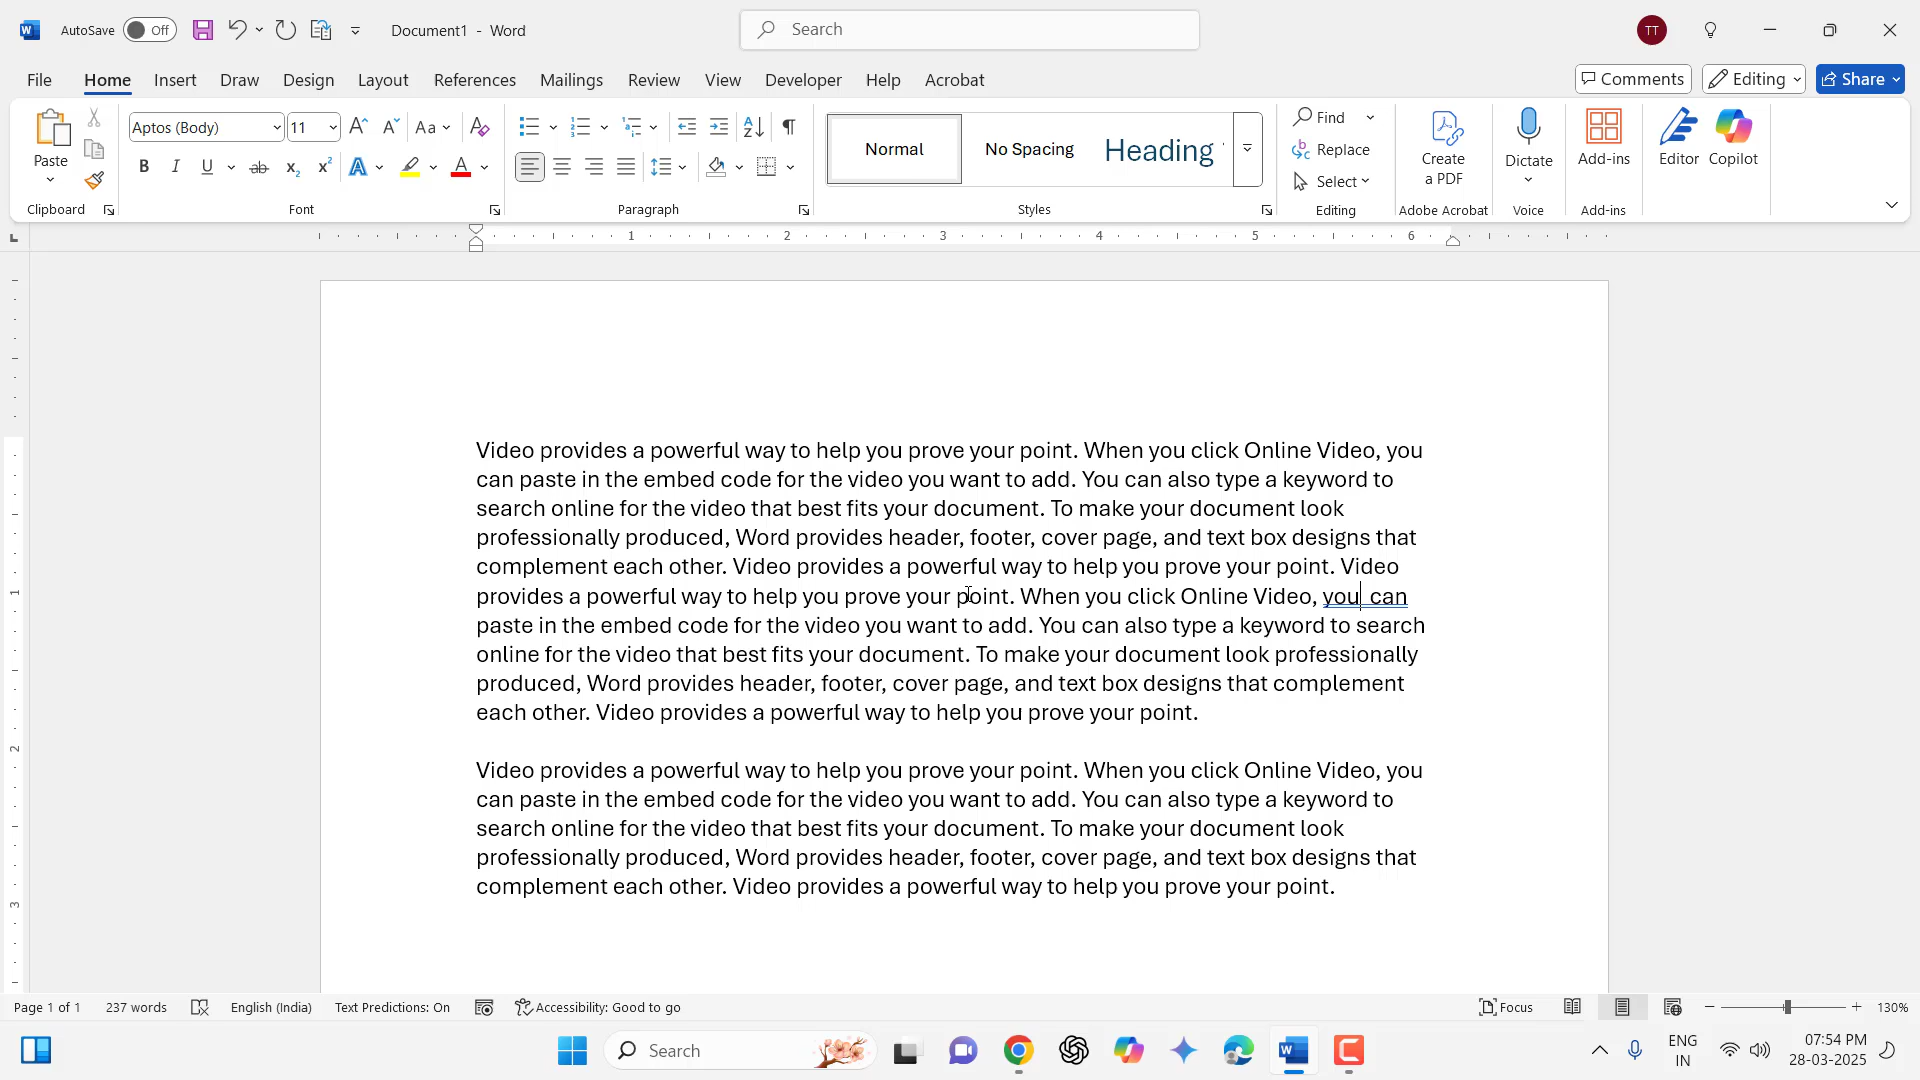 AutoSave Off Document1 - Word Search TT
File Home Insert Draw Design Layout References Mailings Review View Developer Help Acrobat Comments Editing Share
Paste Aptos (Body) 11 Aa Normal No Spacing Heading Find Replace Select Create a PDF Dictate Add-ins Editor Copilot
Clipboard Font Paragraph Styles Editing Adobe Acrobat Voice Add-ins
1 2 3 4 5 6
Video provides a powerful way to help you prove your point. When you click Online Video, you
can paste in the embed code for the video you want to add. You can also type a keyword to
search online for the video that best fits your document. To make your document look
professionally produced, Word provides header, footer, cover page, and text box designs that
complement each other. Video provides a powerful way to help you prove your point. Video
provides a powerful way to help you prove your point. When you click Online Video, you can
paste in the embed code for the video you want to add. You can also type a keyword to search
online for the video that best fits your document. To make your document look professionally
produced, Word provides header, footer, cover page, and text box designs that complement
each other. Video provides a powerful way to help you prove your point.
Video provides a powerful way to help you prove your point. When you click Online Video, you
can paste in the embed code for the video you want to add. You can also type a keyword to
search online for the video that best fits your document. To make your document look
professionally produced, Word provides header, footer, cover page, and text box designs that
complement each other. Video provides a powerful way to help you prove your point.
1
2
3
Page 1 of 1 237 words English (India) Text Predictions: On Accessibility: Good to go Focus 130%
Search ENG IN 07:54 PM 28-03-2025